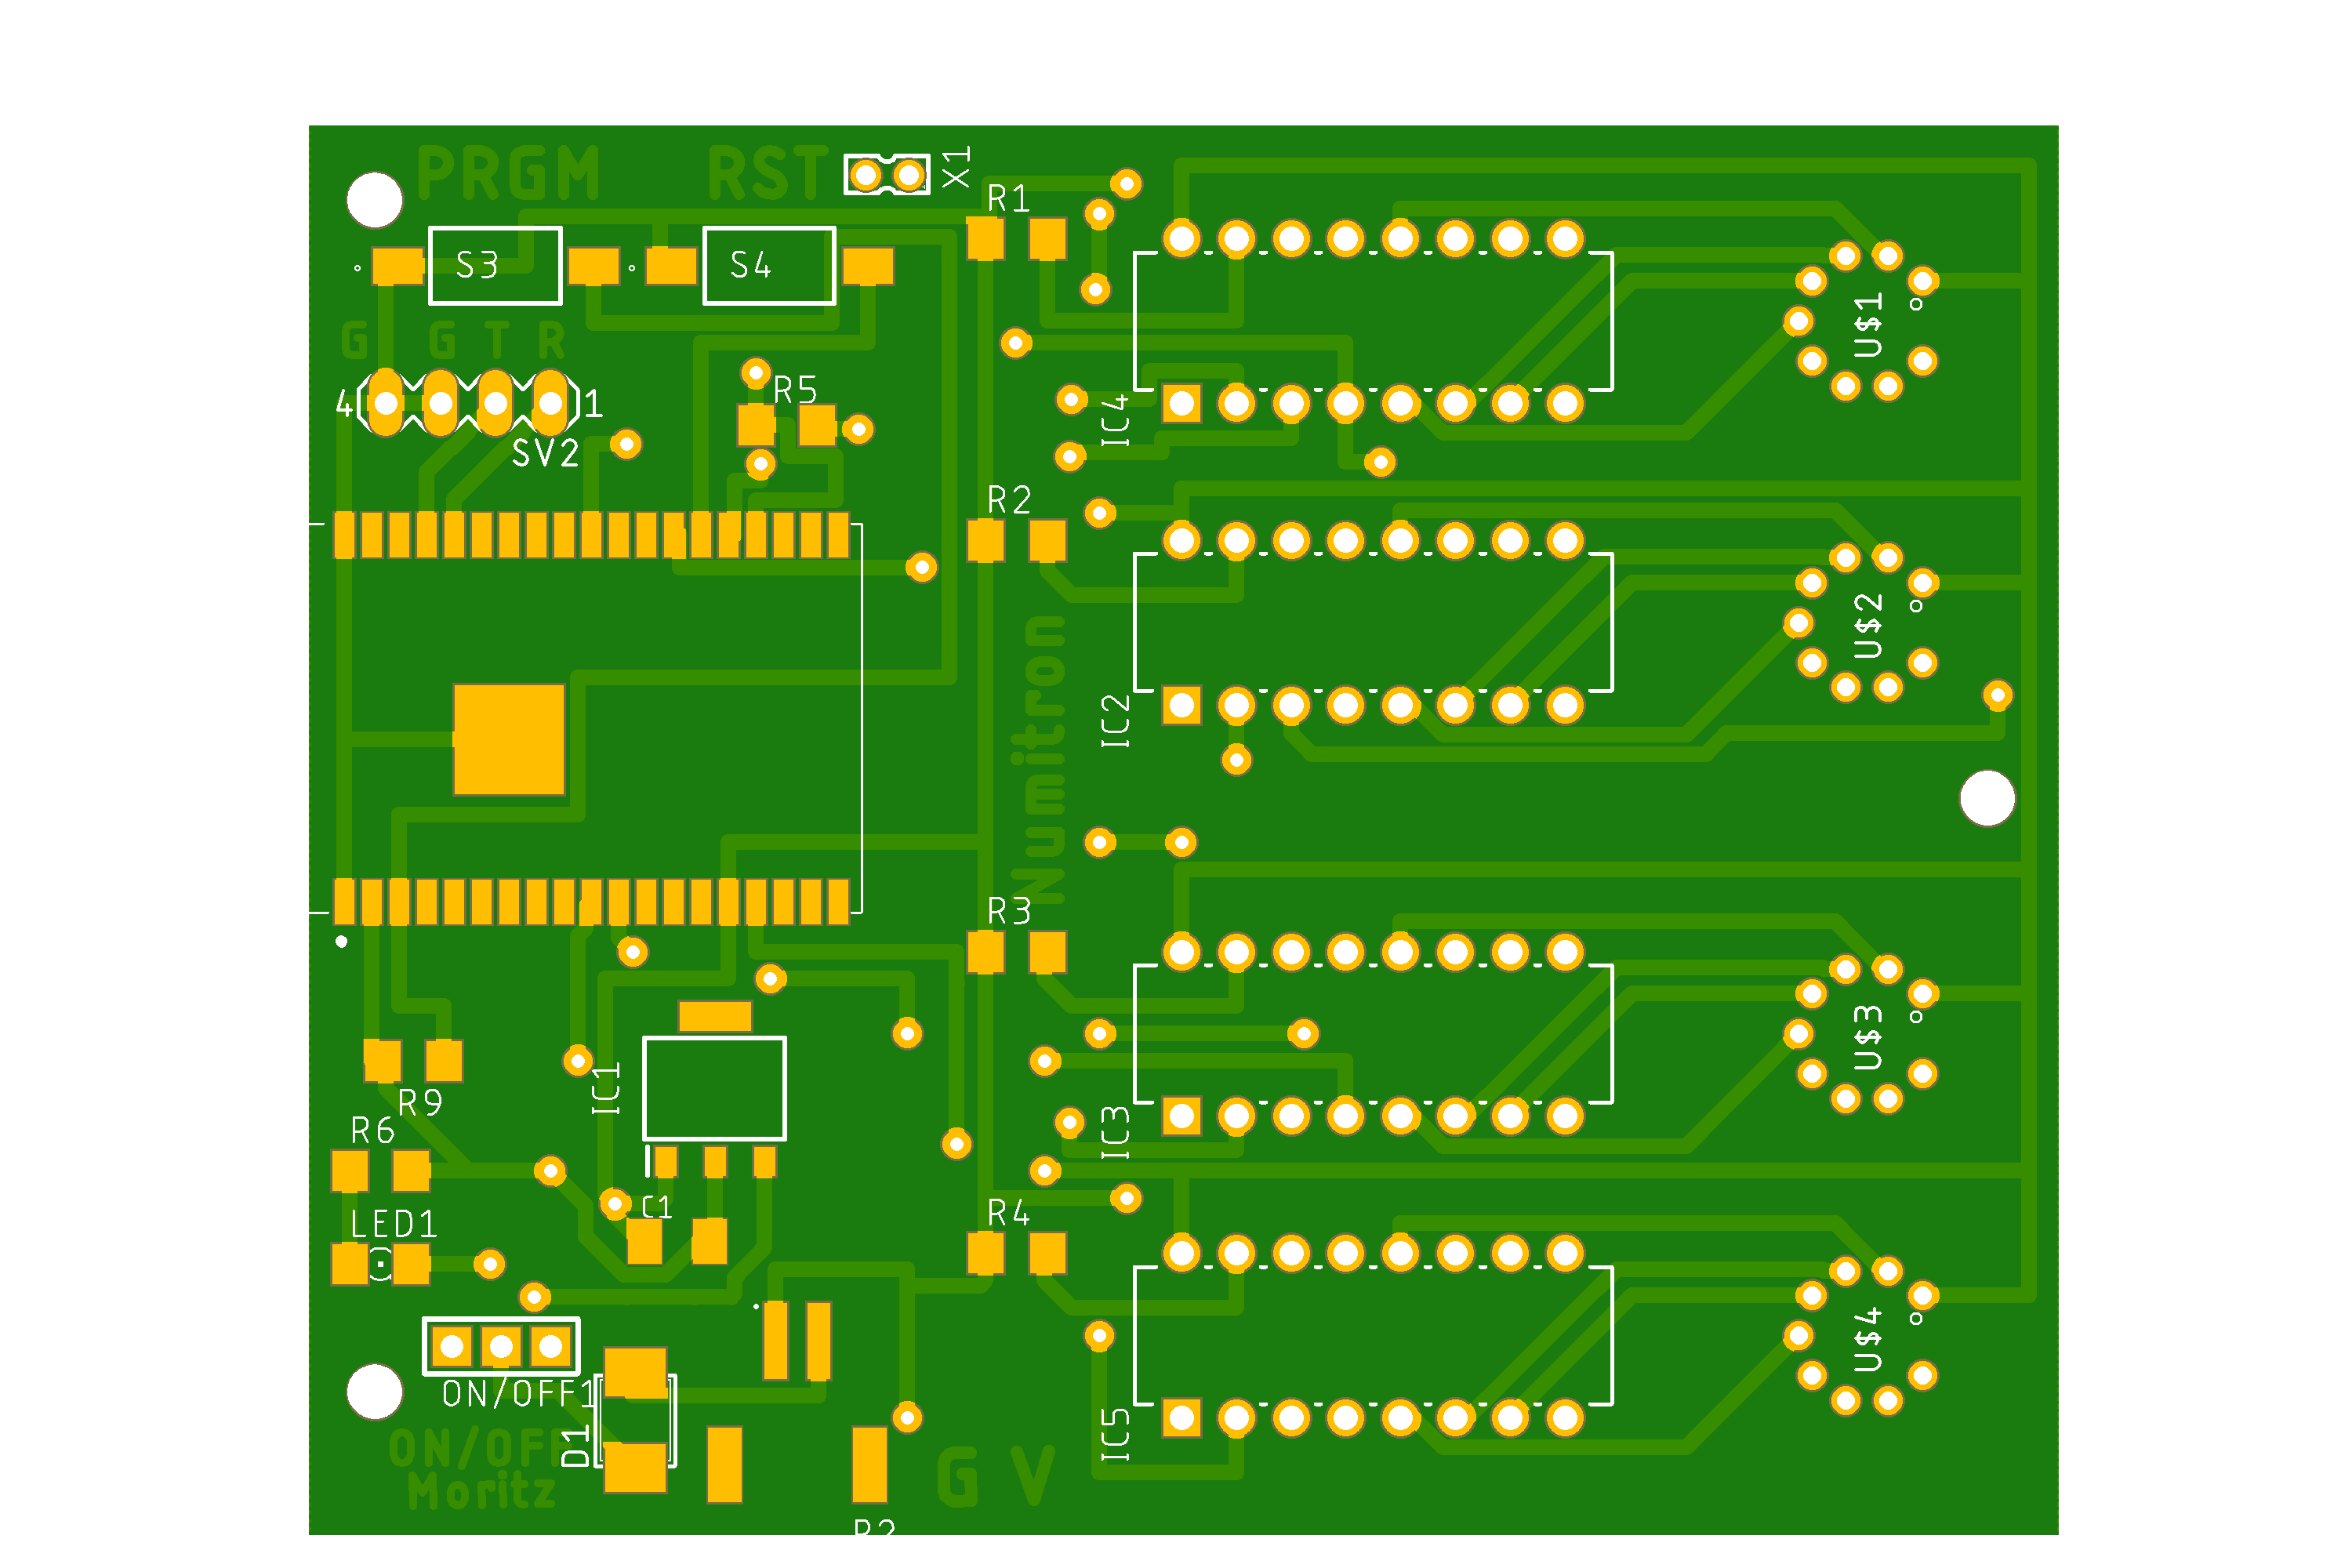 PRGM RST
X1
R1
S3
S4
G G T R
U$1
R5
4
1
IC4
SV2
R2
U$2
Numitron
IC2
R3
U$3
IC1
R9
R6
IC3
C1
LED1
R4
U$4
ON/OFF1
D1
IC5
ON/OFF
Moritz
G V